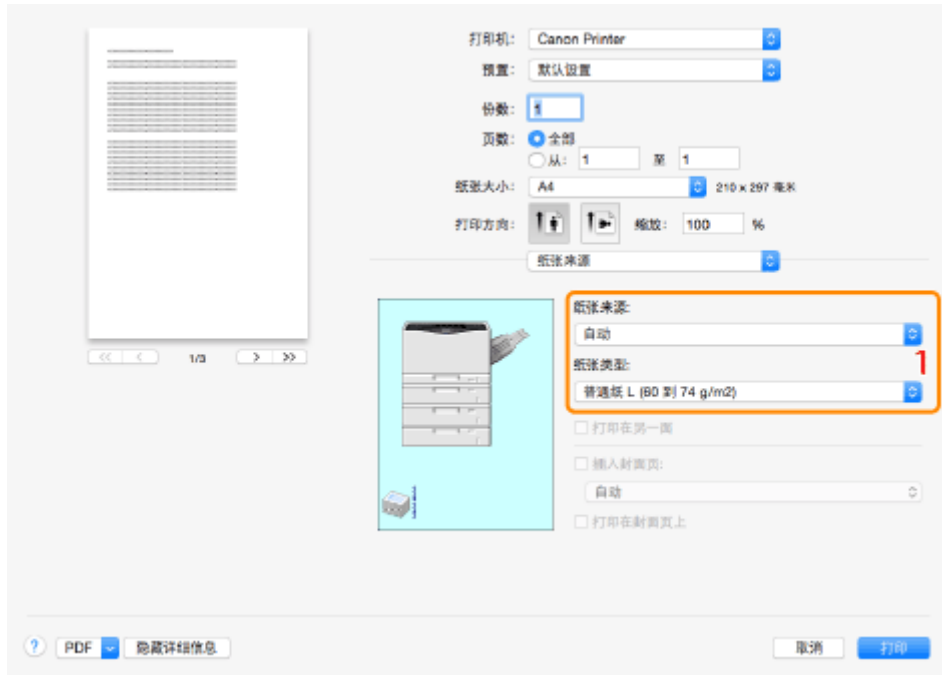 打印机: Canon Printer
预置: 默认设置
份数: 1
页数: 全部
从: 1 至 1
纸张大小: A4 210 x 297 毫米
打印方向: 缩放: 100 %
纸张来源
纸张来源:
自动
1
纸张类型:
普通纸 L (60 到 74 g/m2)
打印在另一面
插入封面页:
自动
打印在封面页上
<< < 1/3 > >>
? PDF 隐藏详细信息 取消 打印